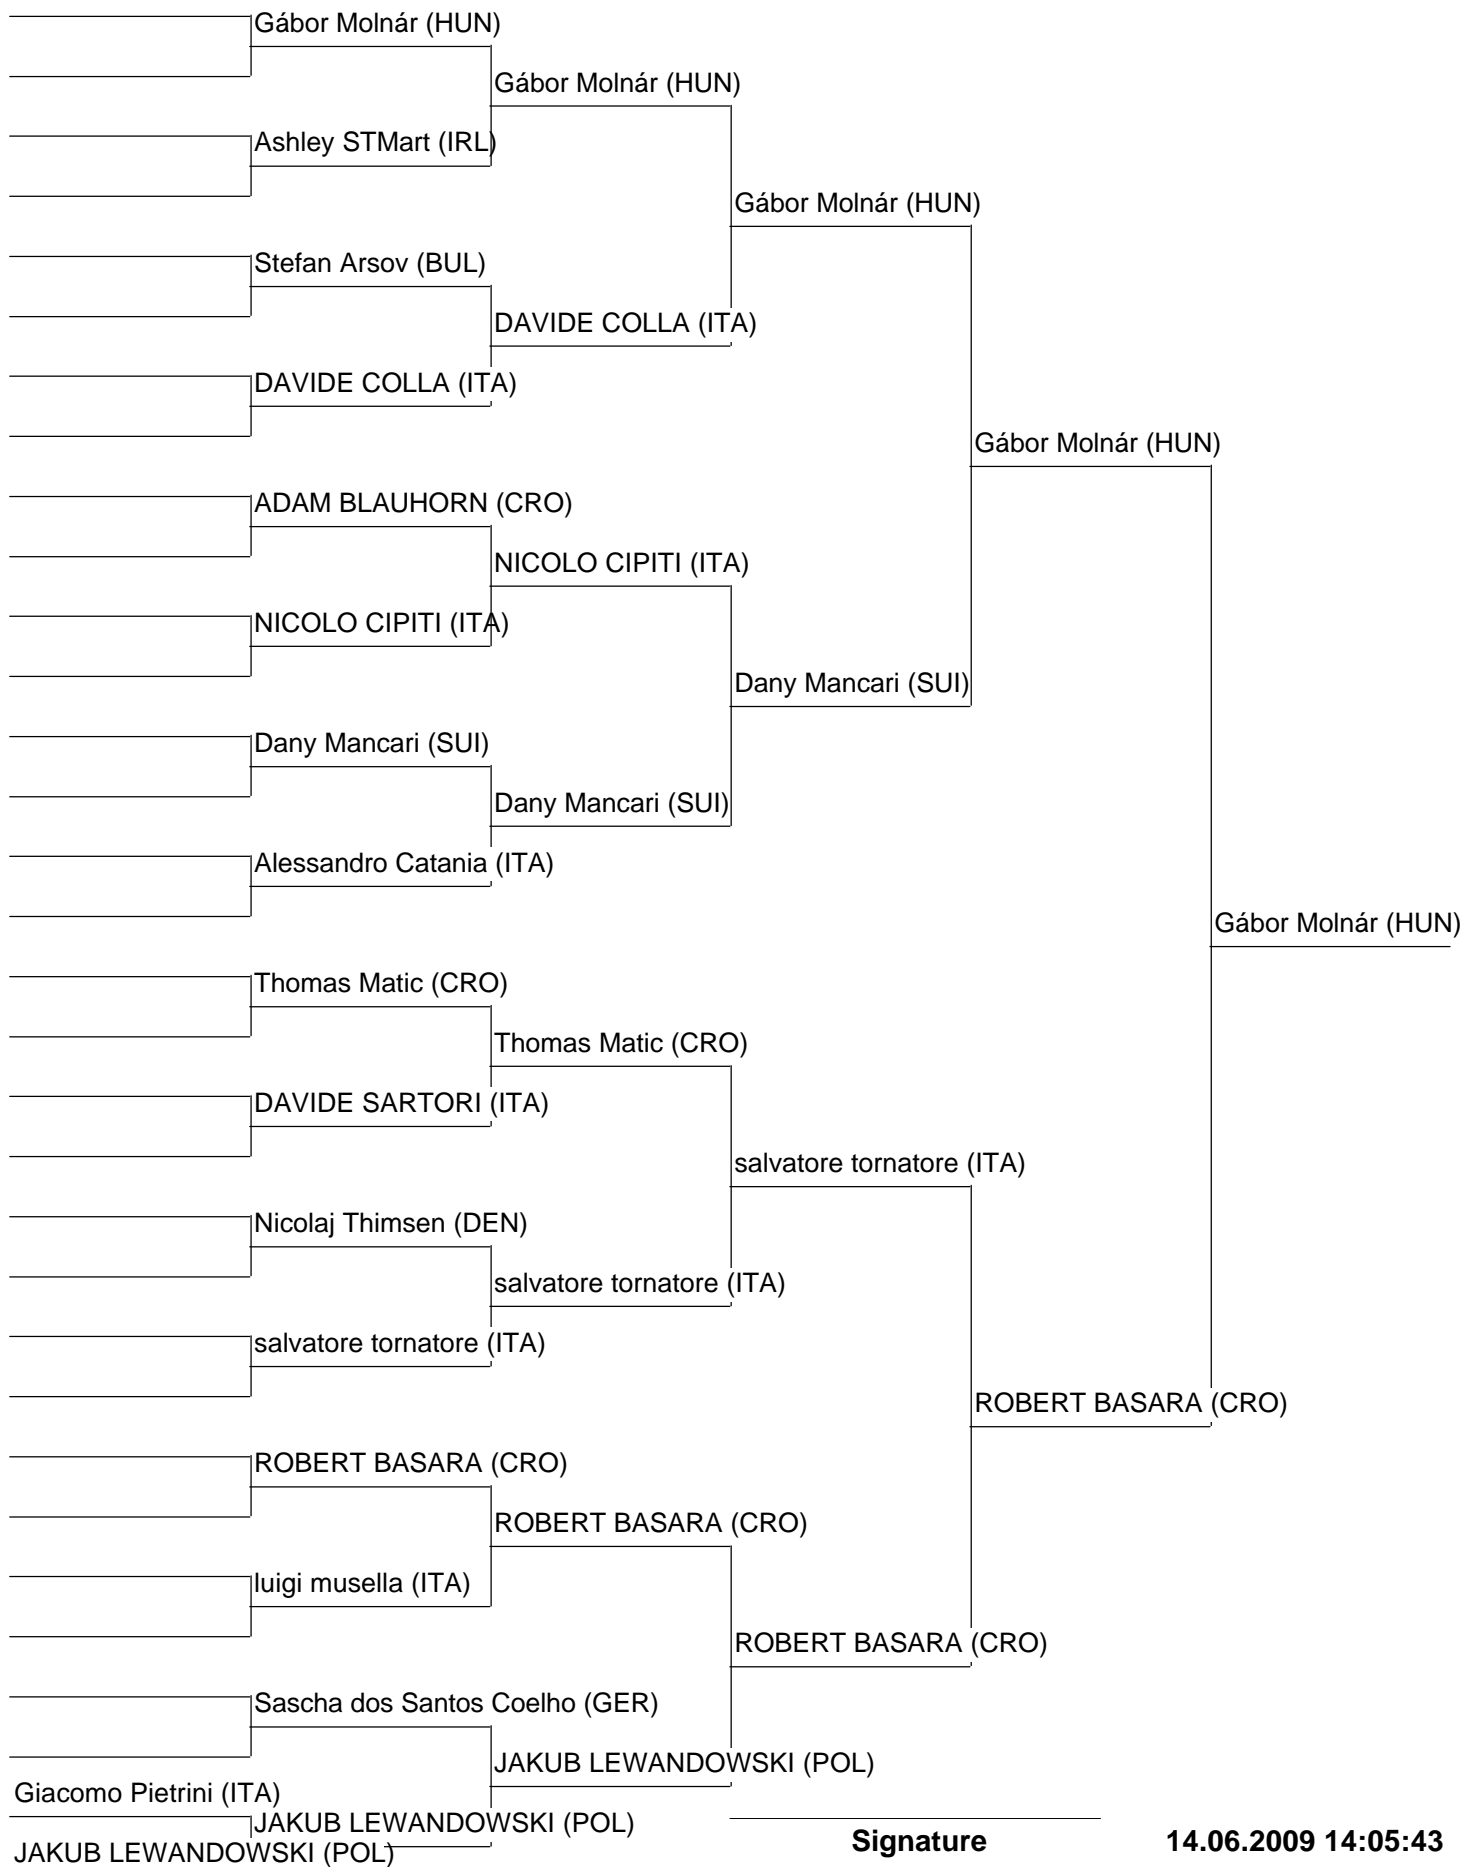 Gábor Molnár (HUN)
Gábor Molnár (HUN)
Ashley STMart (IRL)
Gábor Molnár (HUN)
Stefan Arsov (BUL)
DAVIDE COLLA (ITA)
DAVIDE COLLA (ITA)
Gábor Molnár (HUN)
ADAM BLAUHORN (CRO)
NICOLO CIPITI (ITA)
NICOLO CIPITI (ITA)
Dany Mancari (SUI)
Dany Mancari (SUI)
Dany Mancari (SUI)
Alessandro Catania (ITA)
Gábor Molnár (HUN)
Thomas Matic (CRO)
Thomas Matic (CRO)
DAVIDE SARTORI (ITA)
salvatore tornatore (ITA)
Nicolaj Thimsen (DEN)
salvatore tornatore (ITA)
salvatore tornatore (ITA)
ROBERT BASARA (CRO)
ROBERT BASARA (CRO)
ROBERT BASARA (CRO)
luigi musella (ITA)
ROBERT BASARA (CRO)
Sascha dos Santos Coelho (GER)
JAKUB LEWANDOWSKI (POL)
Giacomo Pietrini (ITA)
JAKUB LEWANDOWSKI (POL)
JAKUB LEWANDOWSKI (POL)
Signature
14.06.2009 14:05:43